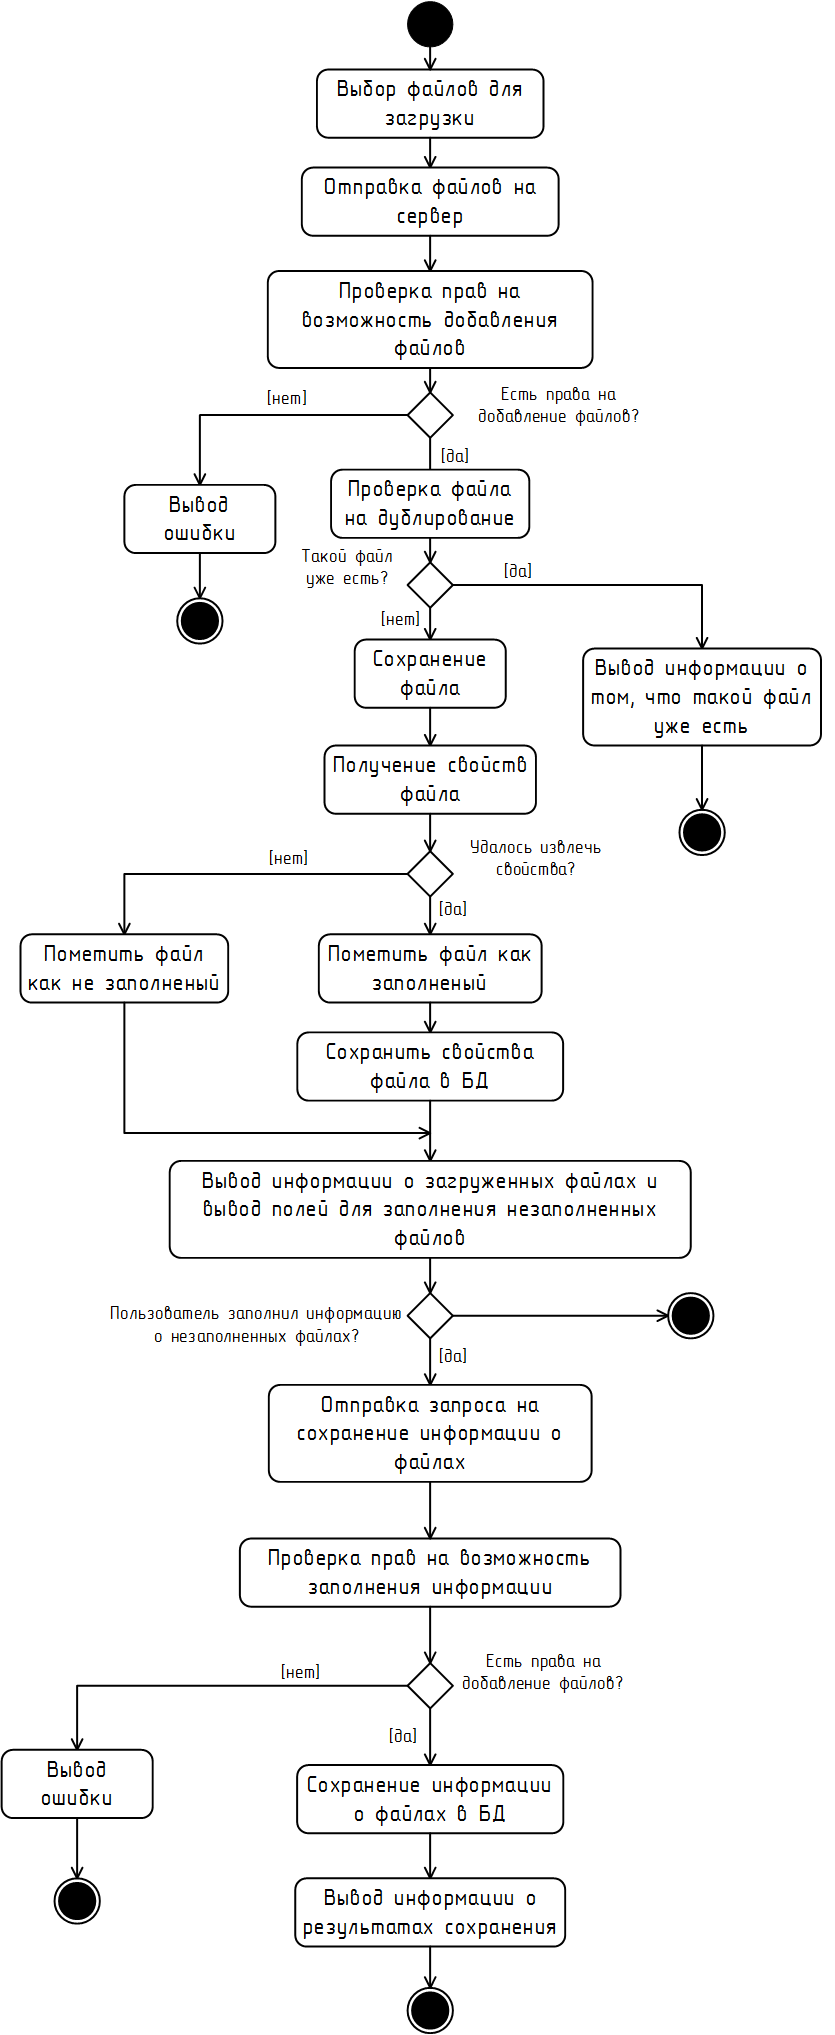 Выбор файлов для
загрузки
Отправка файлов на
сервер
Проверка прав на
возможность добавления
файлов
[нет]
Есть права на
добавление файлов?
[да]
Вывод
ошибки
Проверка файла
на дублирование
Такой файл
уже есть?
[да]
[нет]
Сохранение
файла
Вывод информации о
том, что такой файл
уже есть
Получение свойств
файла
Удалось извлечь
свойства?
[нет]
[да]
Пометить файл
как не заполненый
Пометить файл как
заполненый
Сохранить свойства
файла в БД
Вывод информации о загруженных файлах и
вывод полей для заполнения незаполненных
файлов
Пользователь заполнил информацию
о незаполненных файлах?
[да]
Отправка запроса на
сохранение информации о
файлах
Проверка прав на возможность
заполнения информации
[нет]
Есть права на
добавление файлов?
[да]
Вывод
ошибки
Сохранение информации
о файлах в БД
Вывод информации о
результатах сохранения